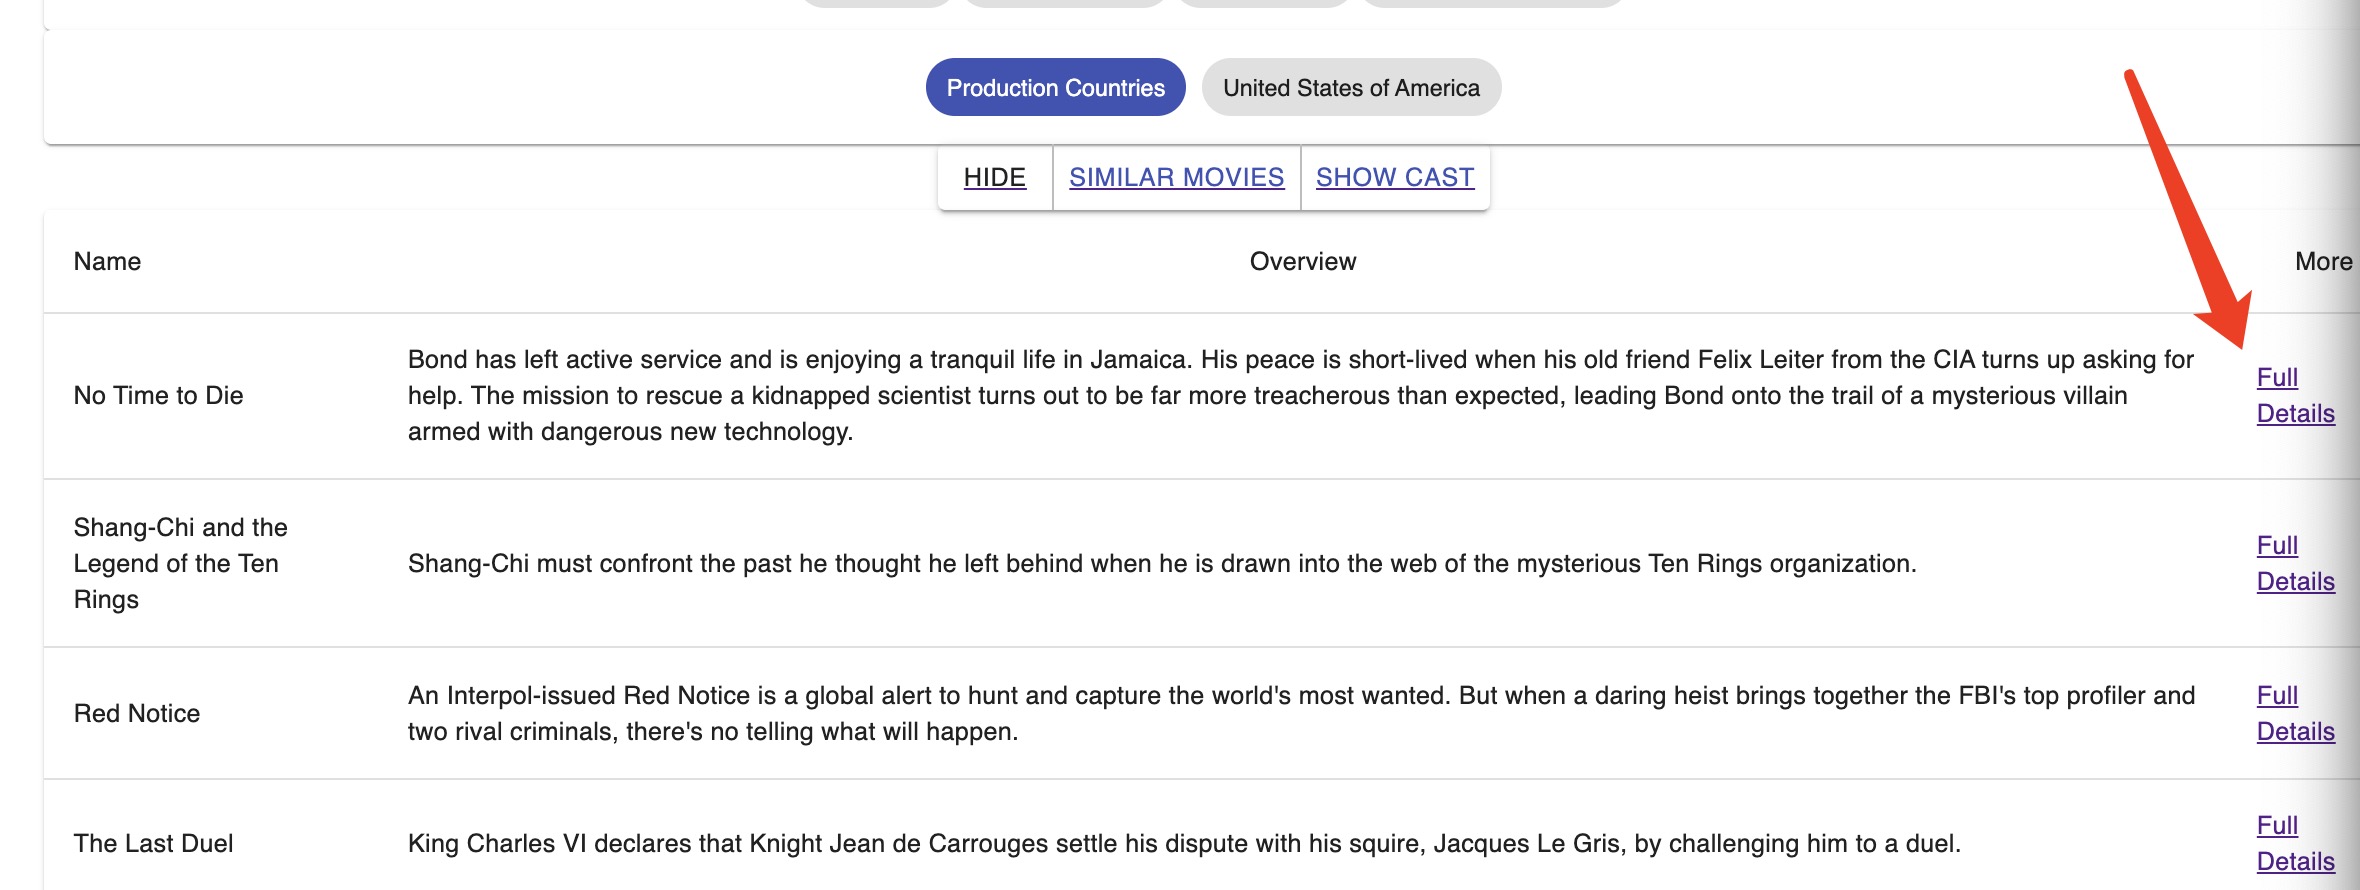 Production Countries United States of America
HIDE SIMILAR MOVIES SHOW CAST
Name Overview More
No Time to Die
Bond has left active service and is enjoying a tranquil life in Jamaica. His peace is short-lived when his old friend Felix Leiter from the CIA turns up asking for
help. The mission to rescue a kidnapped scientist turns out to be far more treacherous than expected, leading Bond onto the trail of a mysterious villain
armed with dangerous new technology.
Full
Details
Shang-Chi and the
Legend of the Ten
Rings
Shang-Chi must confront the past he thought he left behind when he is drawn into the web of the mysterious Ten Rings organization.
Full
Details
Red Notice
An Interpol-issued Red Notice is a global alert to hunt and capture the world's most wanted. But when a daring heist brings together the FBI's top profiler and
two rival criminals, there's no telling what will happen.
Full
Details
The Last Duel
King Charles VI declares that Knight Jean de Carrouges settle his dispute with his squire, Jacques Le Gris, by challenging him to a duel.
Full
Details